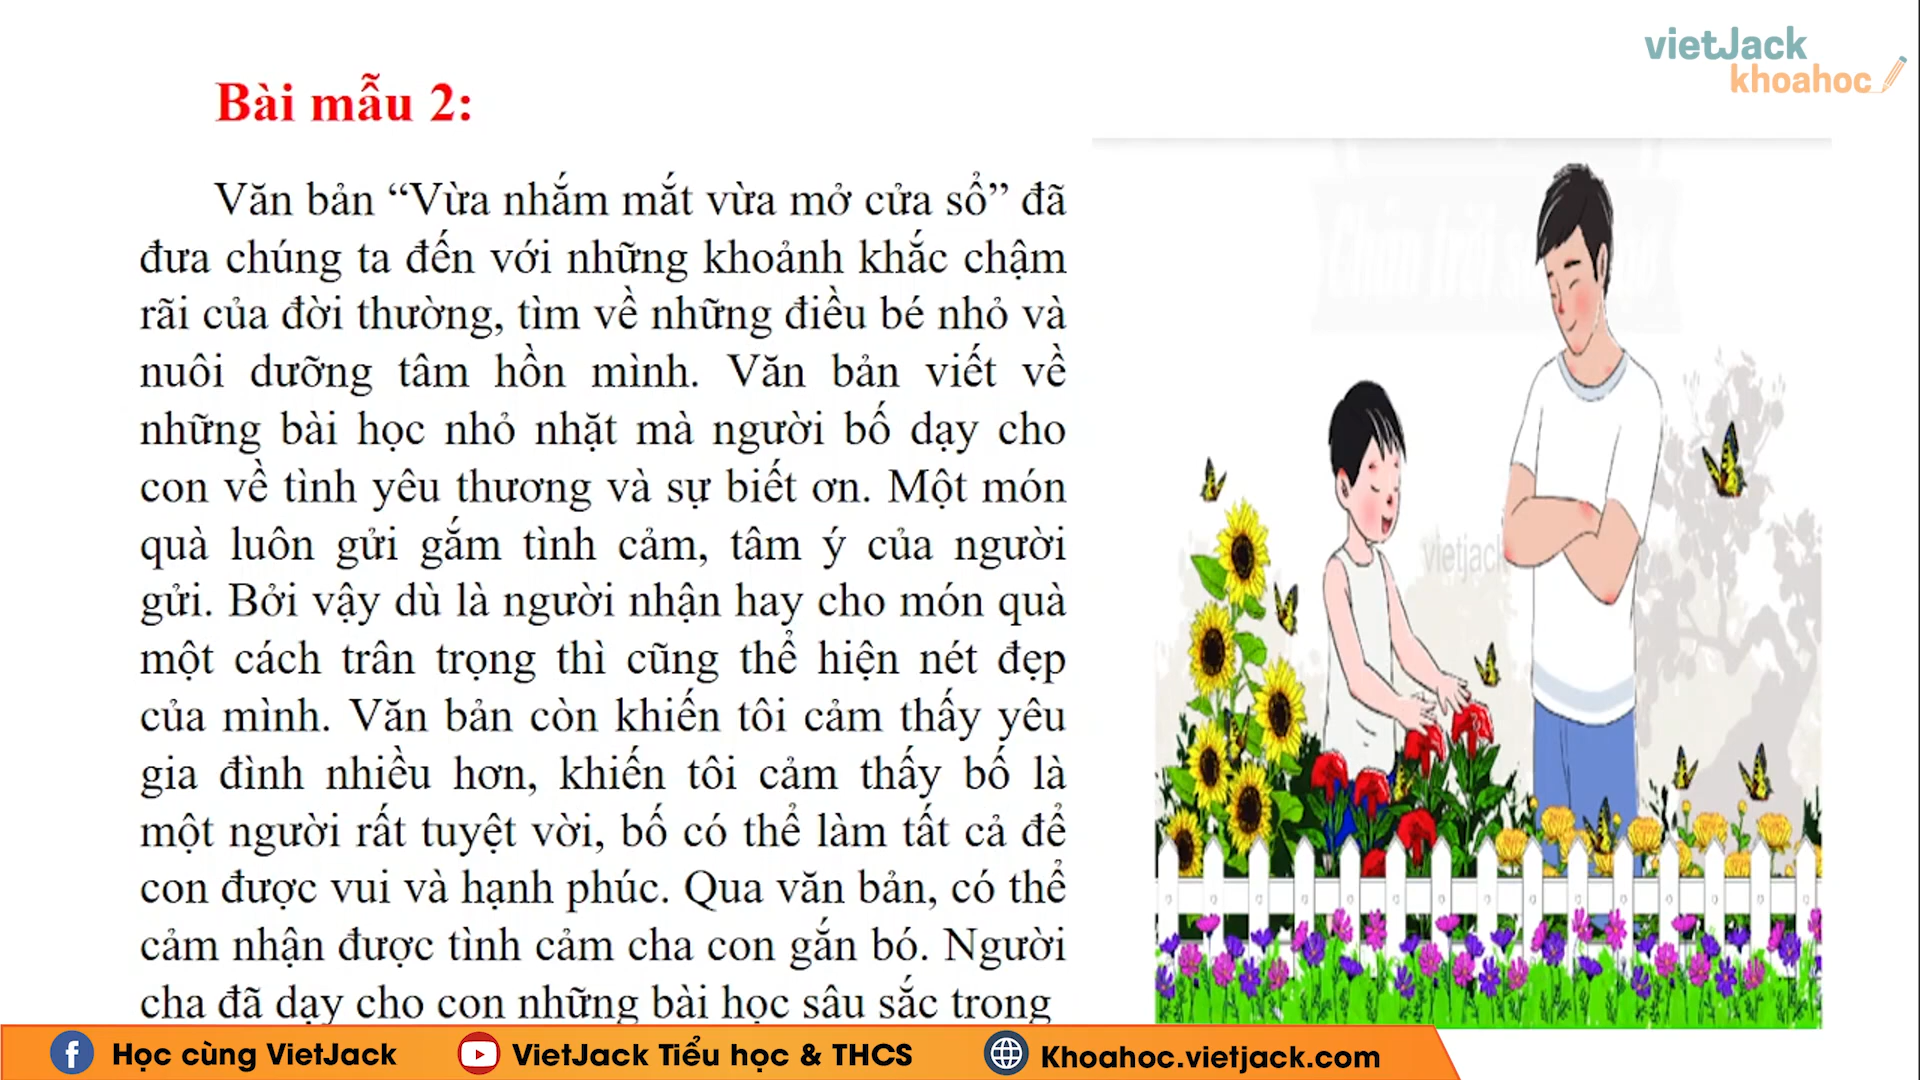 vietJack
khoahoc
Bài mẫu 2:
Văn bản “Vừa nhắm mắt vừa mở cửa sổ” đã
đưa chúng ta đến với những khoảnh khắc chậm
rãi của đời thường, tìm về những điều bé nhỏ và
nuôi dưỡng tâm hồn mình. Văn bản viết về
những bài học nhỏ nhặt mà người bố dạy cho
con về tình yêu thương và sự biết ơn. Một món
quà luôn gửi gắm tình cảm, tâm ý của người
gửi. Bởi vậy dù là người nhận hay cho món quà
một cách trân trọng thì cũng thể hiện nét đẹp
của mình. Văn bản còn khiến tôi cảm thấy yêu
gia đình nhiều hơn, khiến tôi cảm thấy bố là
một người rất tuyệt vời, bố có thể làm tất cả để
con được vui và hạnh phúc. Qua văn bản, có thể
cảm nhận được tình cảm cha con gắn bó. Người
cha đã dạy cho con những bài học sâu sắc trong
vietjack
Học cùng VietJack
VietJack Tiểu học & THCS
Khoahoc.vietjack.com